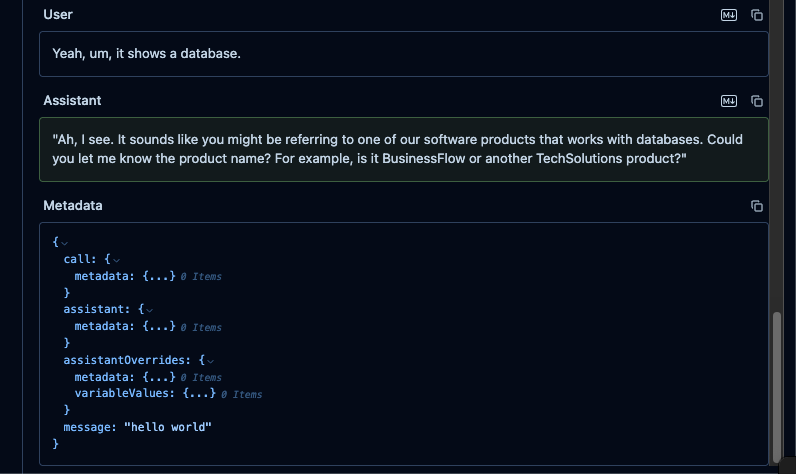 User
M↓
Yeah, um, it shows a database.
Assistant
M↓
"Ah, I see. It sounds like you might be referring to one of our software products that works with databases. Could
you let me know the product name? For example, is it BusinessFlow or another TechSolutions product?"
Metadata
{
call: {
metadata: {...} 0 Items
}
assistant: {
metadata: {...} 0 Items
}
assistantOverrides: {
metadata: {...} 0 Items
variableValues: {...} 0 Items
}
message: "hello world"
}